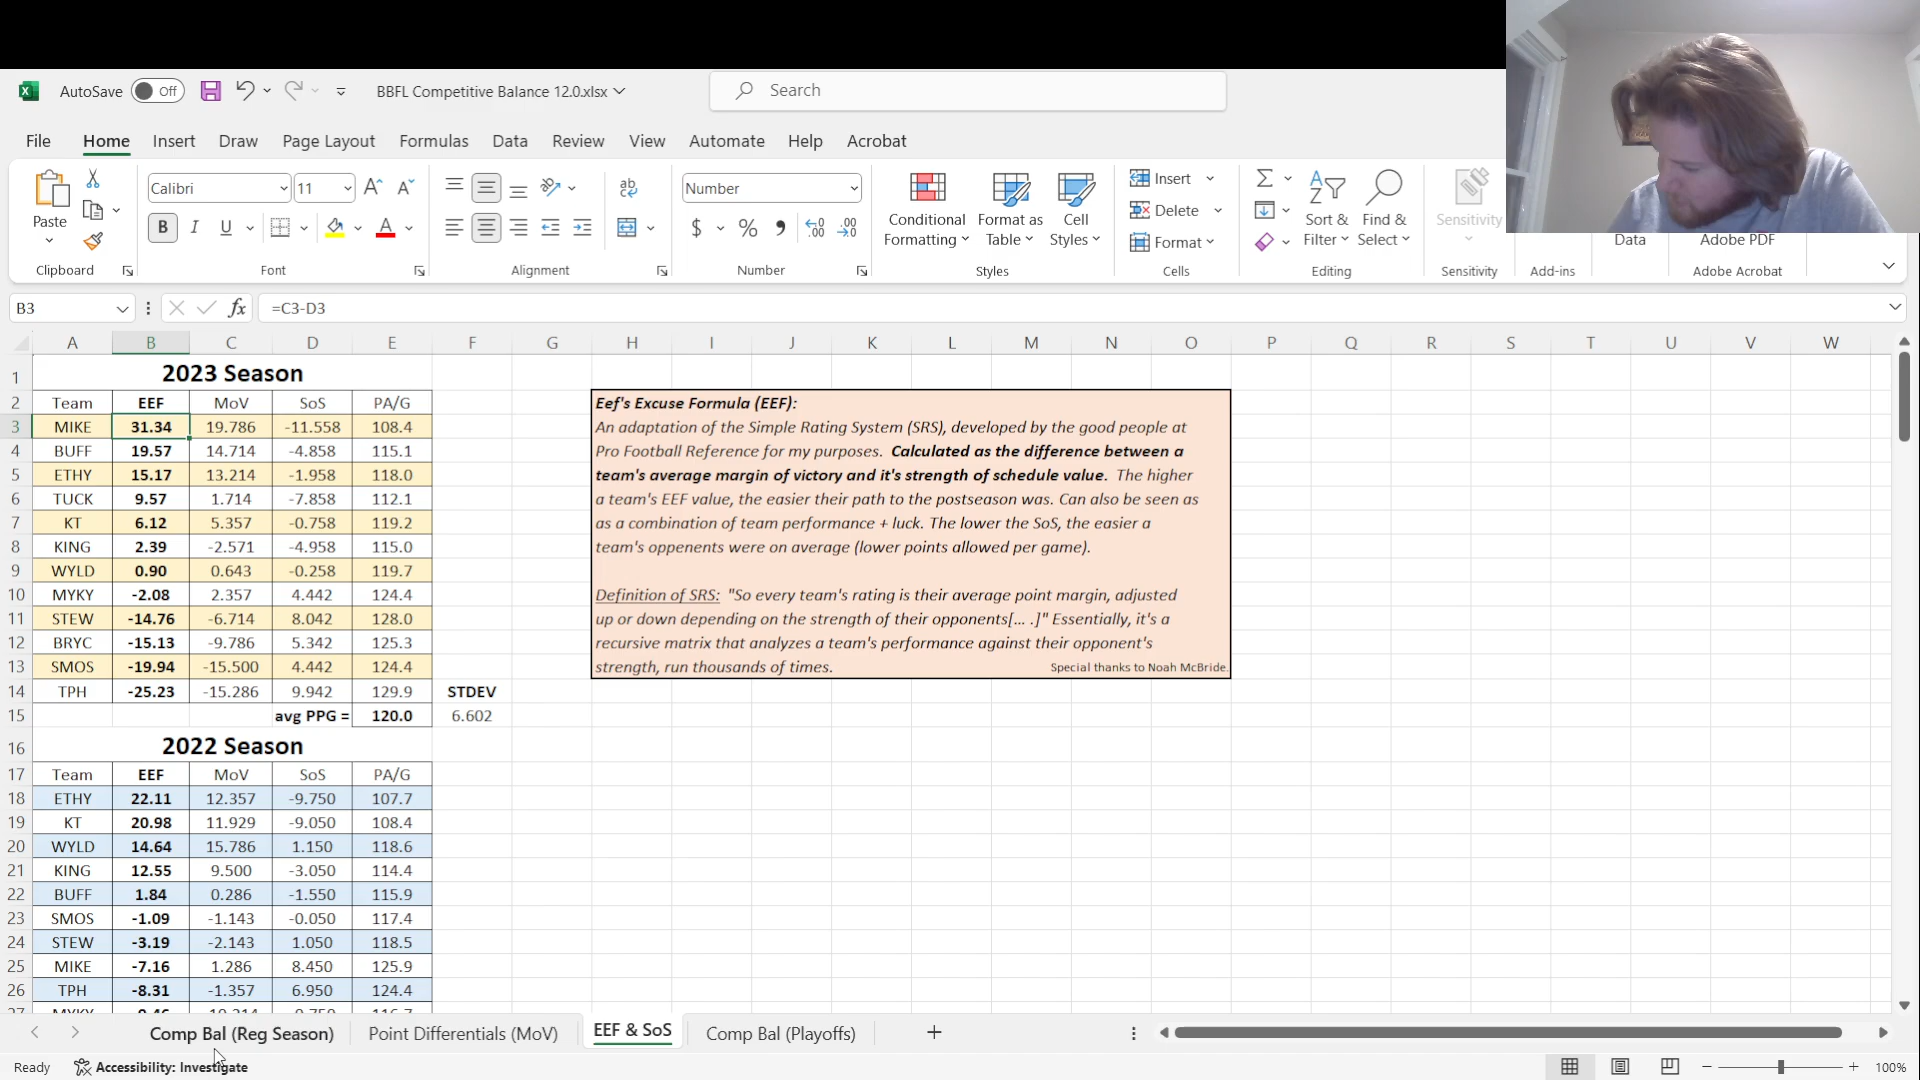 AutoSave Off BBFL Competitive Balance 12.0.xlsx Search
File Home Insert Draw Page Layout Formulas Data Review View Automate Help Acrobat
Paste
Calibri 11
B I U
ab
Number
$ %
Conditional Formatting
Format as Table
Cell Styles
Insert
Delete
Format
Sort & Filter
Find & Select
Sensitivity
Data
Adobe PDF
Clipboard Font Alignment Number Styles Cells Editing Sensitivity Add-ins Adobe Acrobat
B3 fx =C3-D3
A B C D E F G H I J K L M N O P Q R S T U V W
1 2023 Season
2 Team EEF MoV SoS PA/G
3 MIKE 31.34 19.786 -11.558 108.4
4 BUFF 19.57 14.714 -4.858 115.1
5 ETHY 15.17 13.214 -1.958 118.0
6 TUCK 9.57 1.714 -7.858 112.1
7 KT 6.12 5.357 -0.758 119.2
8 KING 2.39 -2.571 -4.958 115.0
9 WYLD 0.90 0.643 -0.258 119.7
10 MYKY -2.08 2.357 4.442 124.4
11 STEW -14.76 -6.714 8.042 128.0
12 BRYC -15.13 -9.786 5.342 125.3
13 SMOS -19.94 -15.500 4.442 124.4
14 TPH -25.23 -15.286 9.942 129.9 STDEV
15 avg PPG = 120.0 6.602
16 2022 Season
17 Team EEF MoV SoS PA/G
18 ETHY 22.11 12.357 -9.750 107.7
19 KT 20.98 11.929 -9.050 108.4
20 WYLD 14.64 15.786 1.150 118.6
21 KING 12.55 9.500 -3.050 114.4
22 BUFF 1.84 0.286 -1.550 115.9
23 SMOS -1.09 -1.143 -0.050 117.4
24 STEW -3.19 -2.143 1.050 118.5
25 MIKE -7.16 1.286 8.450 125.9
26 TPH -8.31 -1.357 6.950 124.4
Eef's Excuse Formula (EEF):
An adaptation of the Simple Rating System (SRS), developed by the good people at
Pro Football Reference for my purposes. Calculated as the difference between a
team's average margin of victory and it's strength of schedule value. The higher
a team's EEF value, the easier their path to the postseason was. Can also be seen as
as a combination of team performance + luck. The lower the SoS, the easier a
team's oppenents were on average (lower points allowed per game).
Definition of SRS: "So every team's rating is their average point margin, adjusted
up or down depending on the strength of their opponents[... .]" Essentially, it's a
recursive matrix that analyzes a team's performance against their opponent's
strength, run thousands of times. Special thanks to Noah McBride.
Comp Bal (Reg Season) Point Differentials (MoV) EEF & SoS Comp Bal (Playoffs)
Ready Accessibility: Investigate 100%